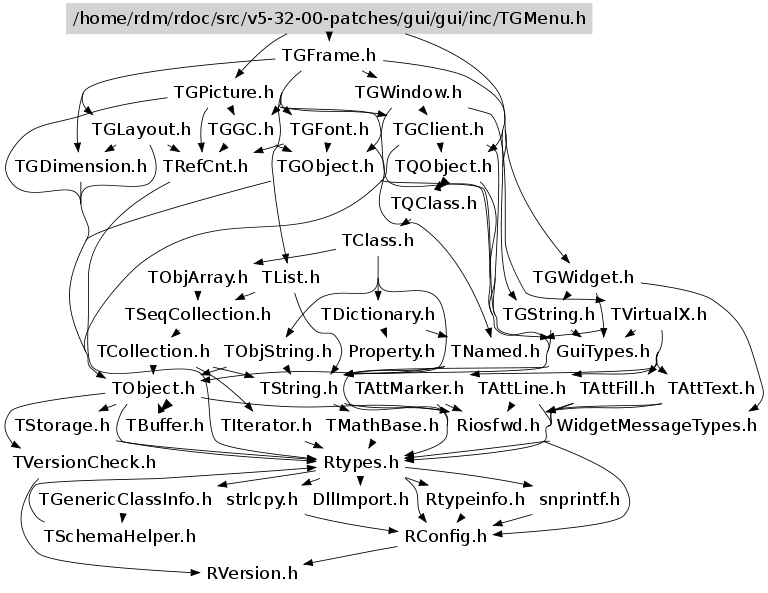 /home/rdm/rdoc/src/v5-32-00-patches/gui/gui/inc/TGMenu.h
TGFrame.h
TGPicture.h TGWindow.h
TGLayout.h TGGC.h TGFont.h TGClient.h
TGDimension.h TRefCnt.h TGObject.h TQObject.h
TQClass.h
TClass.h
TObjArray.h TList.h TGWidget.h
TSeqCollection.h TDictionary.h TGString.h TVirtualX.h
TCollection.h TObjString.h Property.h TNamed.h GuiTypes.h
TObject.h TString.h TAttMarker.h TAttLine.h TAttFill.h TAttText.h
TStorage.h TBuffer.h TIterator.h TMathBase.h Riosfwd.h WidgetMessageTypes.h
TVersionCheck.h Rtypes.h
TGenericClassInfo.h strlcpy.h DllImport.h Rtypeinfo.h snprintf.h
TSchemaHelper.h RConfig.h
RVersion.h